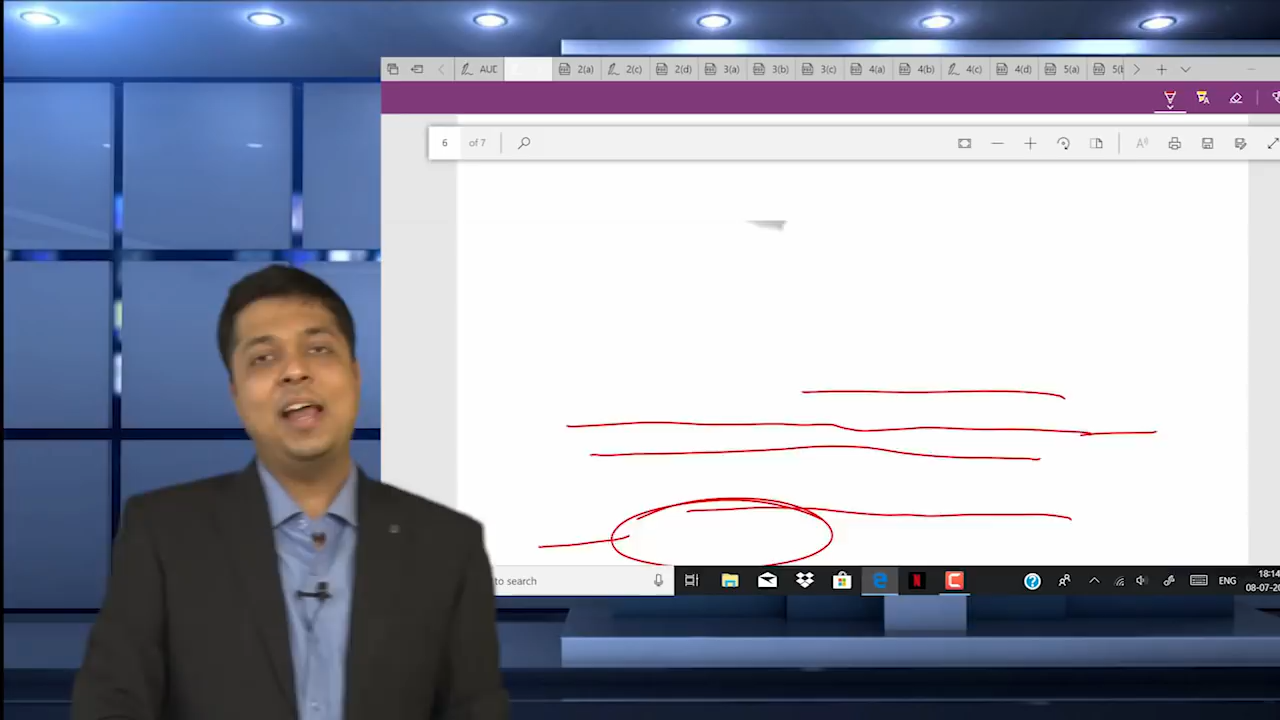 AUD 2(a) 2(c) 2(d) 3(a) 3(b) 3(c) 4(a) 4(b) 4(c) 4(d) 5(a)
6 of 7
to search ENG 18:14
08-07-20